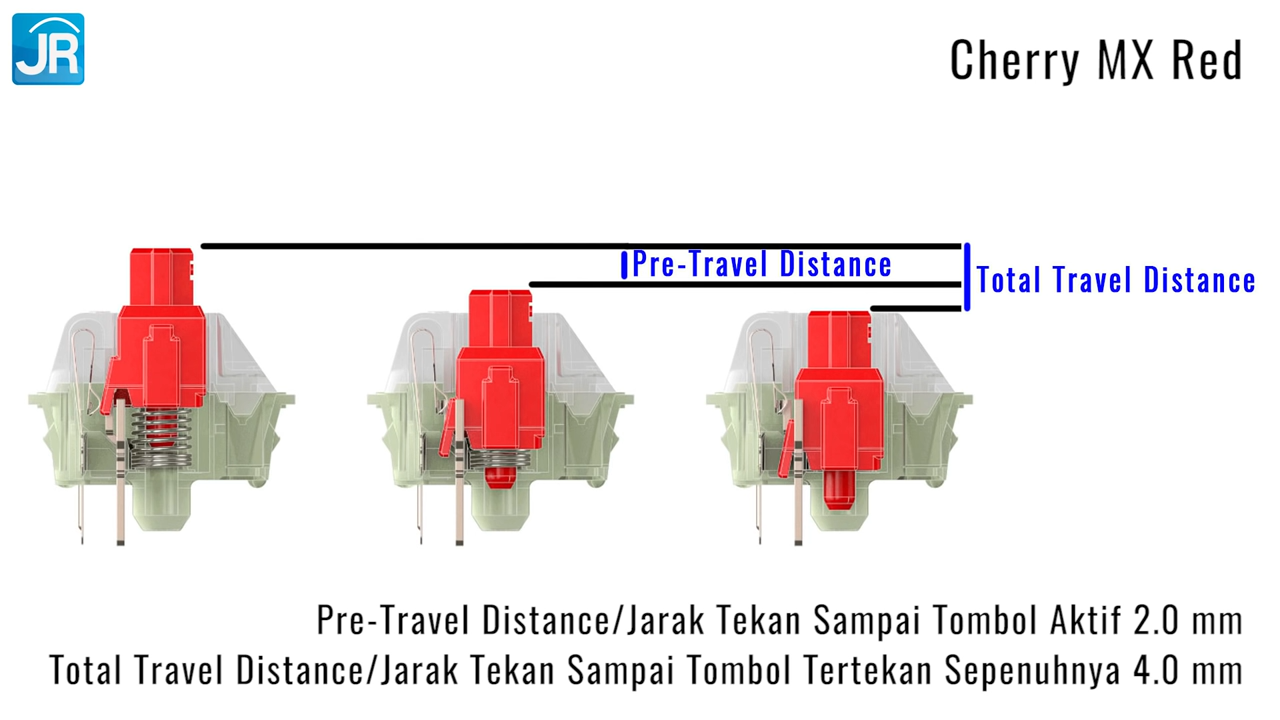 JR
Cherry MX Red
Pre-Travel Distance
Total Travel Distance
Pre-Travel Distance/Jarak Tekan Sampai Tombol Aktif 2.0 mm
Total Travel Distance/Jarak Tekan Sampai Tombol Tertekan Sepenuhnya 4.0 mm